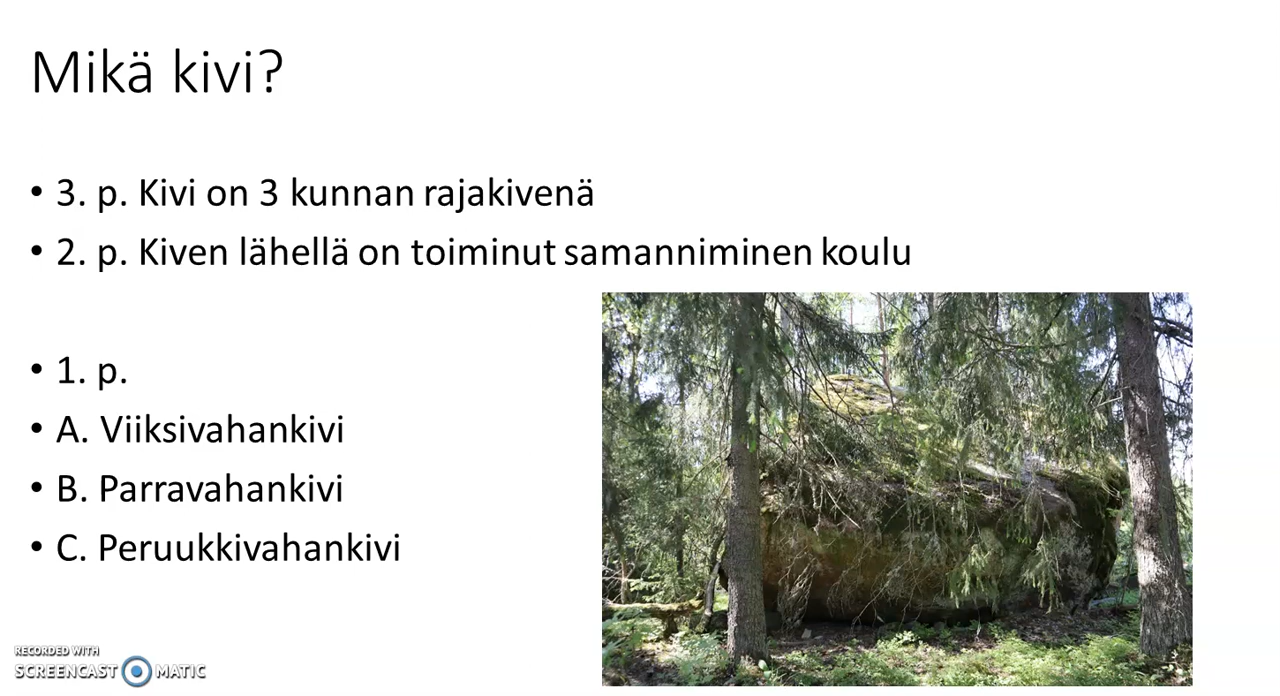 Mikä kivi?
• 3. p. Kivi on 3 kunnan rajakivenä
• 2. p. Kiven lähellä on toiminut samanniminen koulu
• 1. p.
• A. Viiksivahankivi
• B. Parravahankivi
• C. Peruukkivahankivi
RECORDED WITH
SCREENCAST MATIC